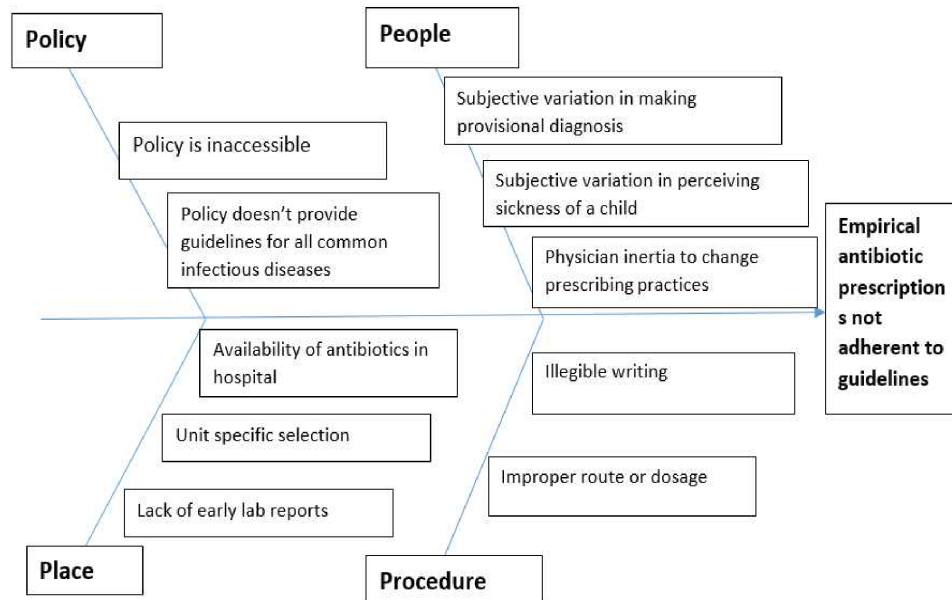 Policy
Policy is inaccessible
Policy doesn't provide
guidelines for all common
infectious diseases
People
Subjective variation in making
provisional diagnosis
Subjective variation in perceiving
sickness of a child
Physician inertia to change
prescribing practices
Empirical
antibiotic
prescription
s not
adherent to
guidelines
Availability of antibiotics in
hospital
Unit specific selection
Lack of early lab reports
Place
Illegible writing
Improper route or dosage
Procedure